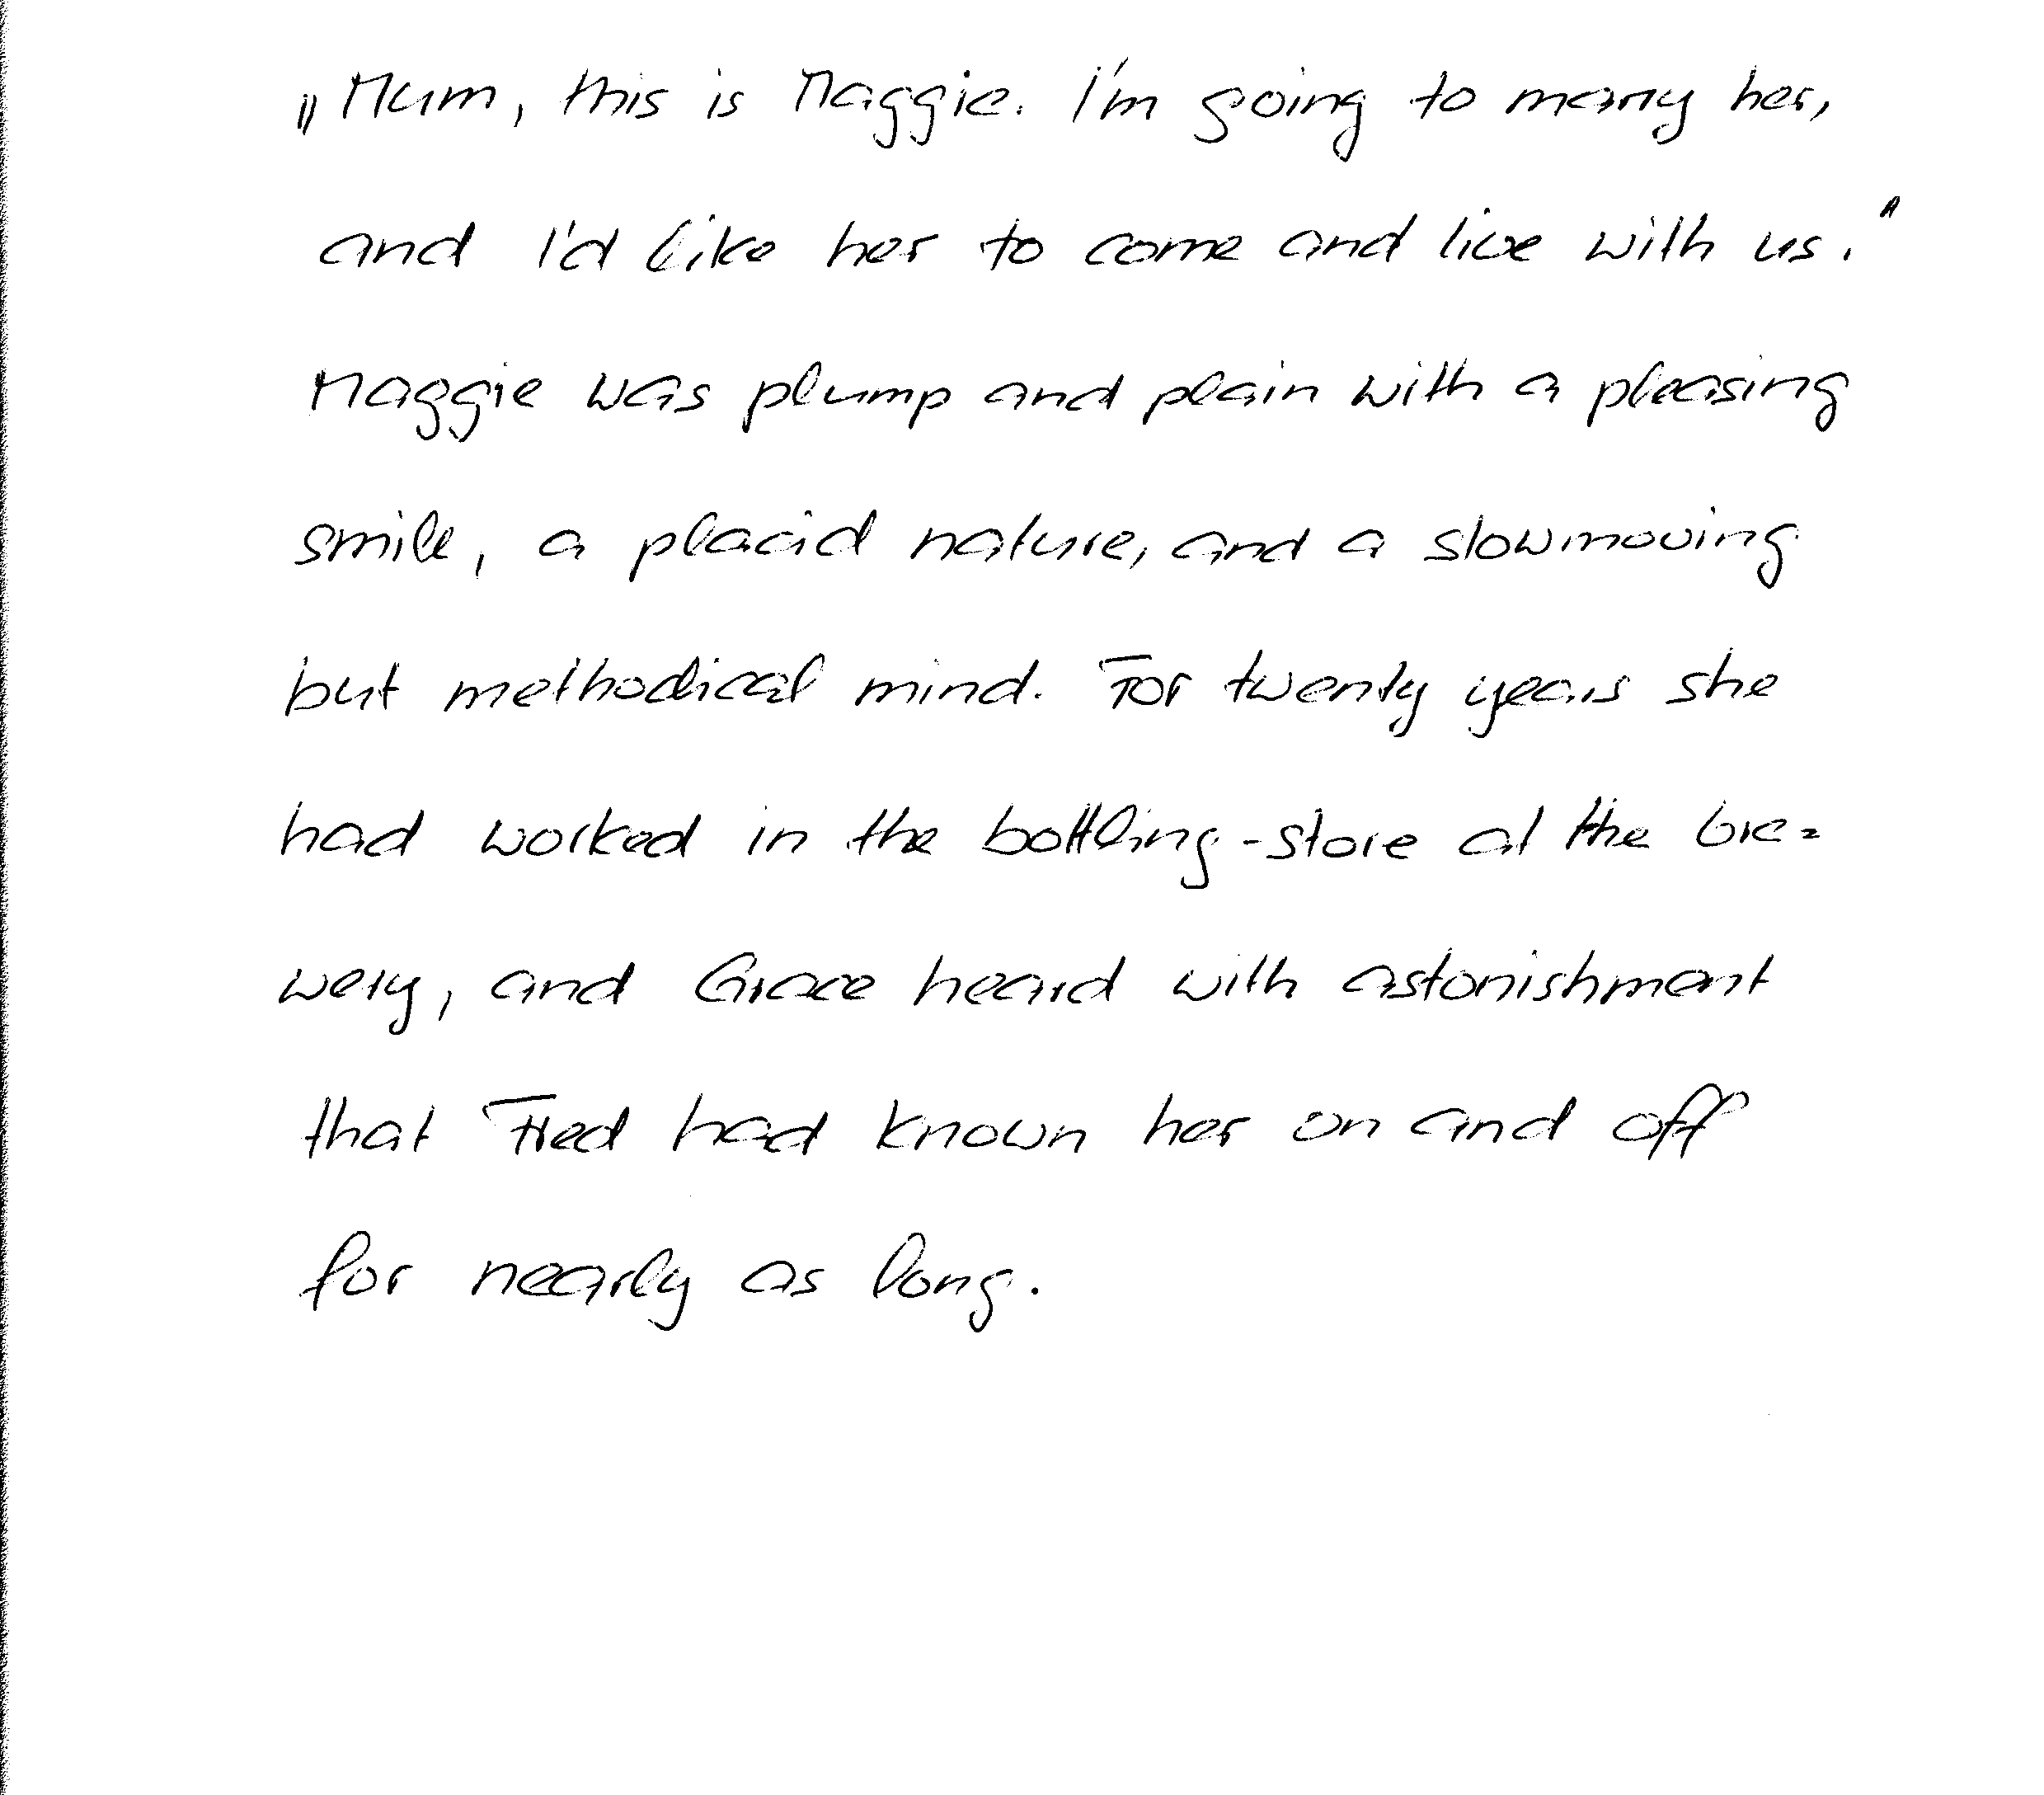 „Mum, this is Maggie. I'm going to marry her,
and I'd like her to come and live with us."
Maggie was plump and plain with a pleasing
smile, a placid nature, and a slowmoving
but methodical mind. For twenty years she
had worked in the bottling-store at the bre=
wery, and Grace heard with astonishment
that Fred had known her on and off
for nearly as long.